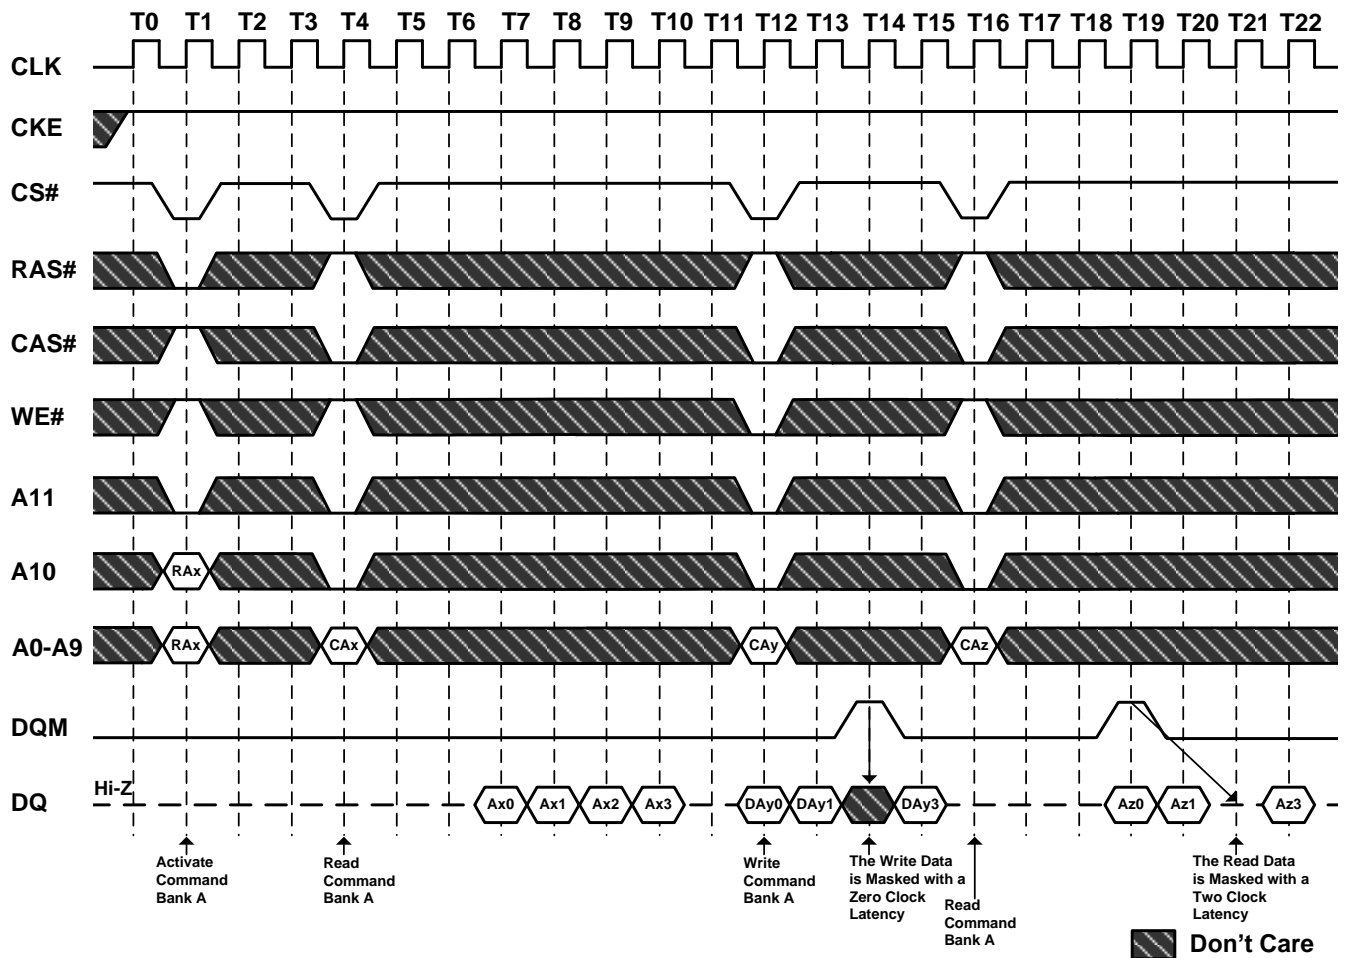 T0 T1 T2 T3 T4 T5 T6 T7 T8 T9 T10 T11 T12 T13 T14 T15 T16 T17 T18 T19 T20 T21 T22
CLK
CKE
CS#
RAS#
CAS#
WE#
A11
A10 RAx
A0-A9 RAx CAx CAy CAz
DQM
Hi-Z
DQ Ax0 Ax1 Ax2 Ax3 DAy0 DAy1 DAy3 Az0 Az1 Az3
Activate
Command
Bank A
Read
Command
Bank A
Write
Command
Bank A
The Write Data
is Masked with a
Zero Clock
Latency
Read
Command
Bank A
The Read Data
is Masked with a
Two Clock
Latency
Don't Care